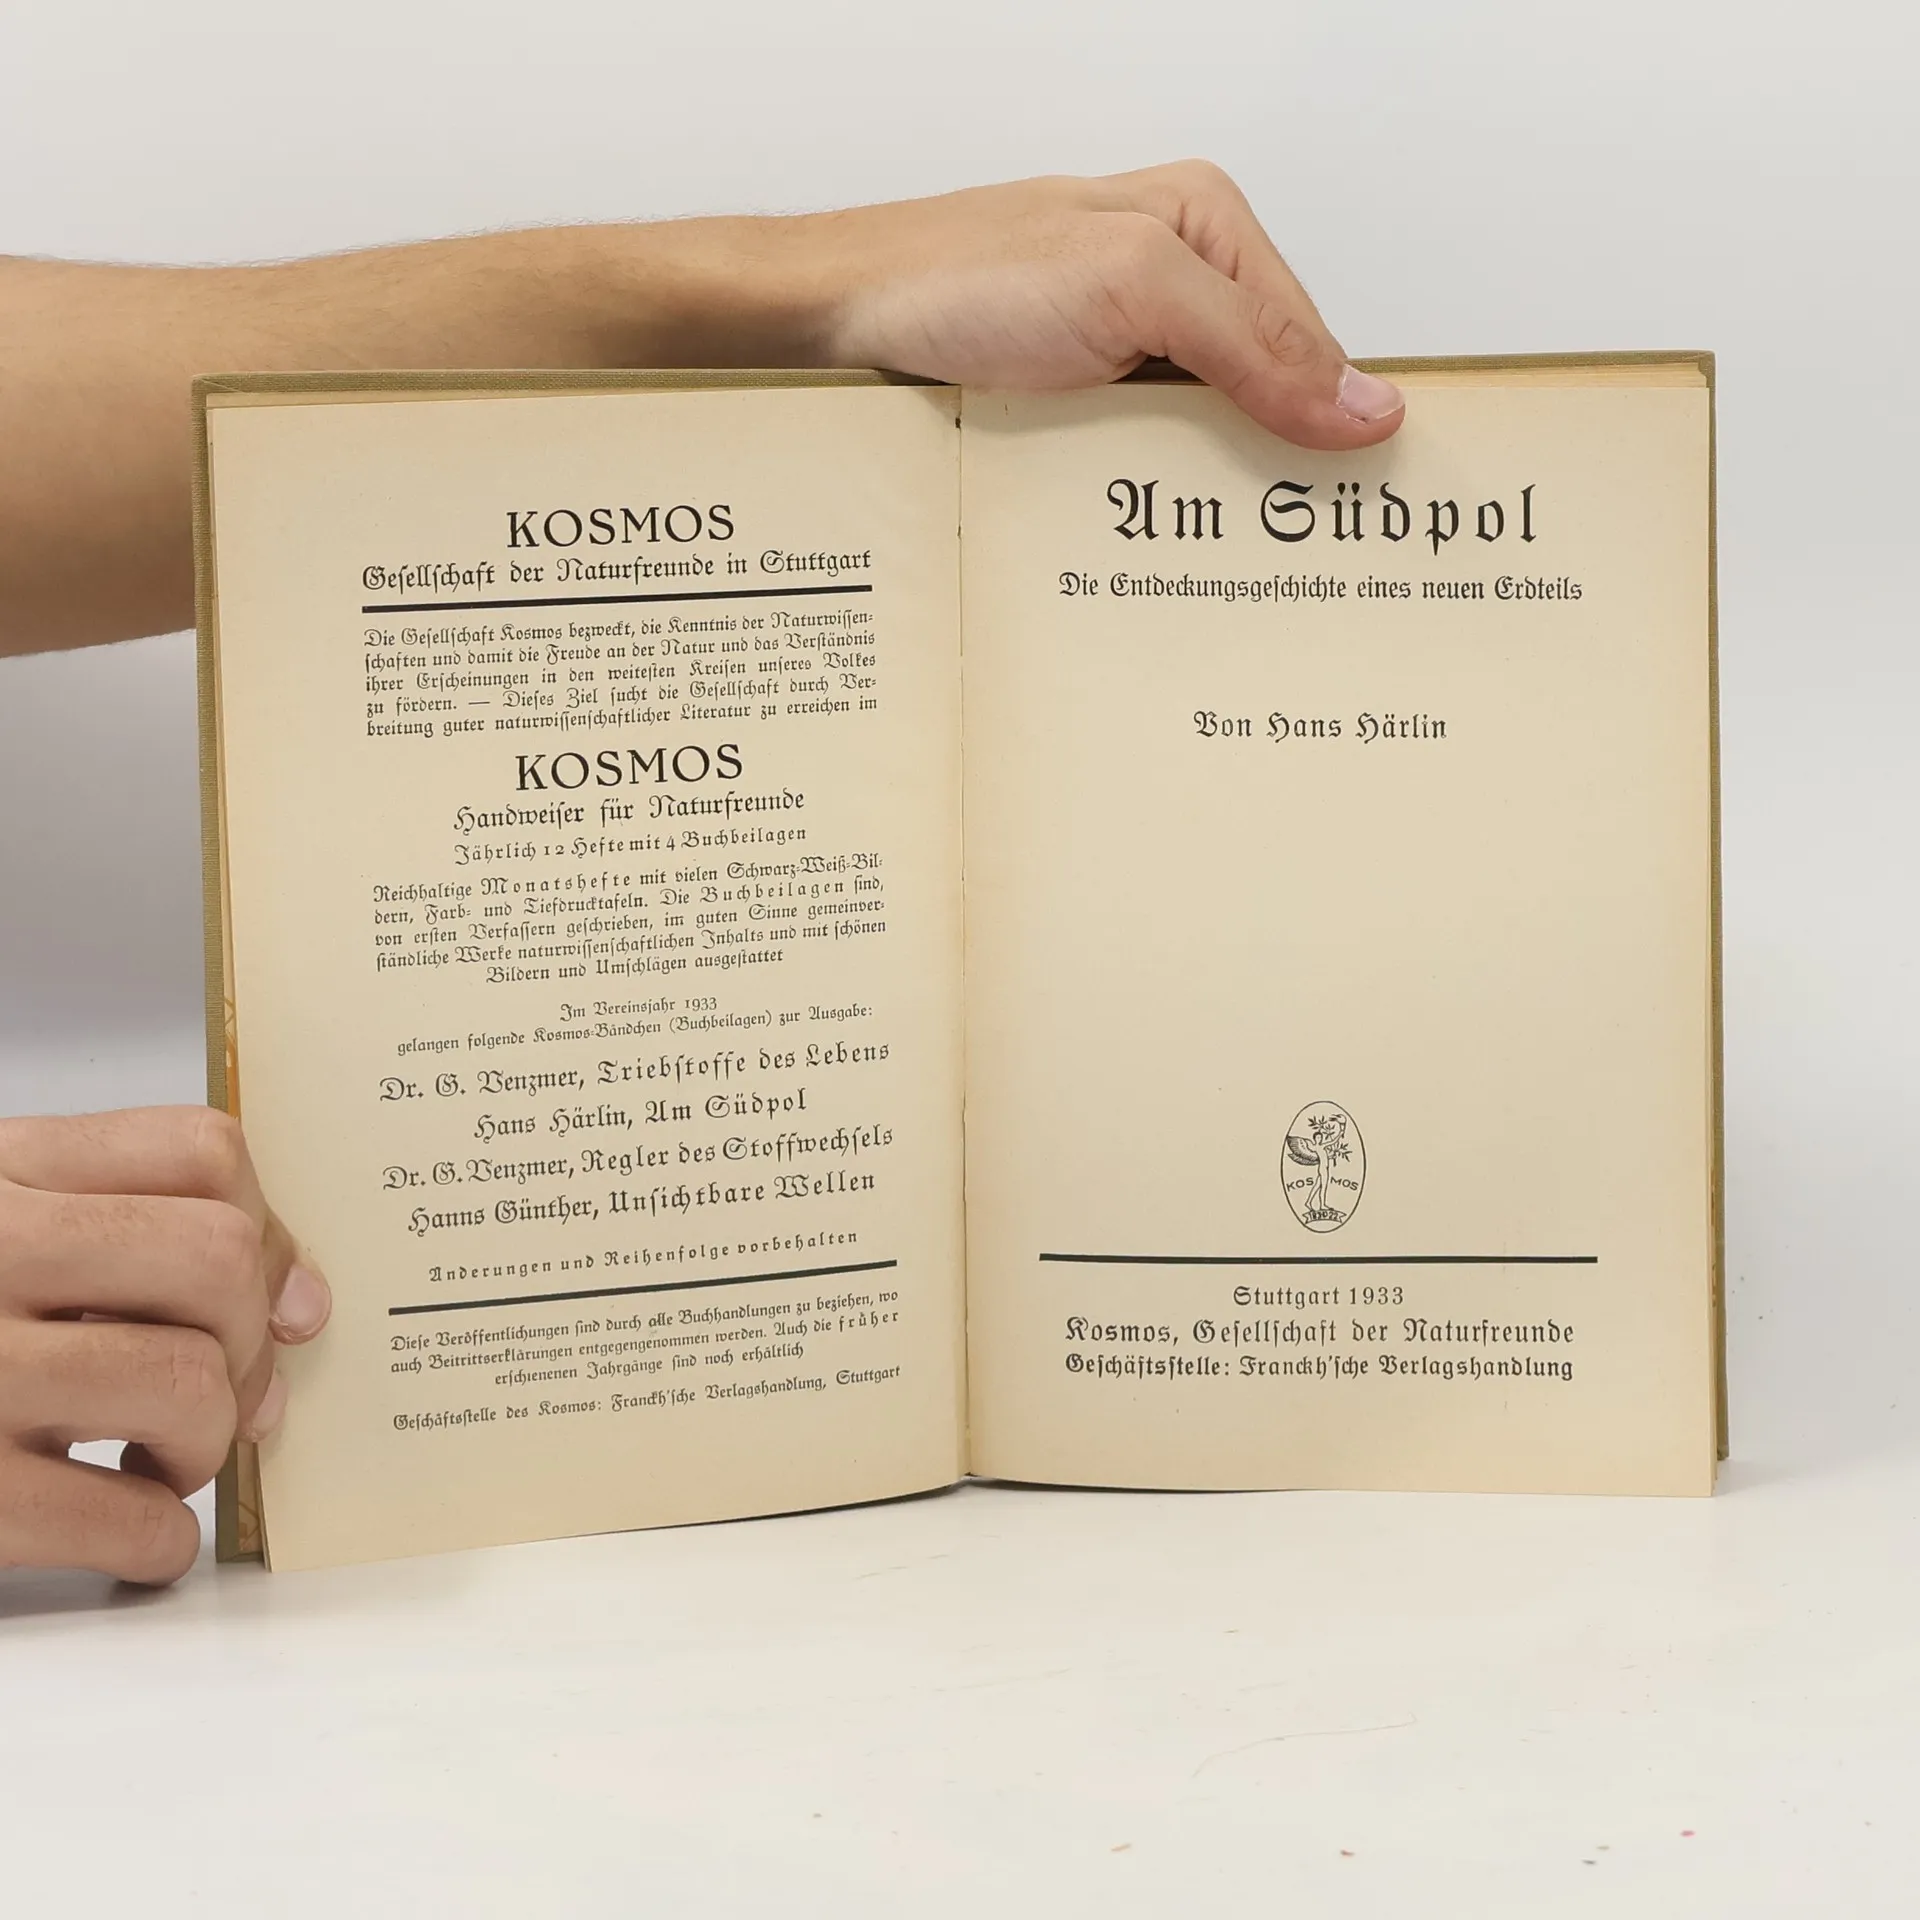 KOSMOS
Gesellschaft der Naturfreunde in Stuttgart
Die Gesellschaft Kosmos bezweckt, die Kenntnis der Naturwissen-
schaften und damit die Freude an der Natur und das Verständnis
ihrer Erscheinungen in den weitesten Kreisen unseres Volkes
zu fördern. — Dieses Ziel sucht die Gesellschaft durch Ver-
breitung guter naturwissenschaftlicher Literatur zu erreichen im
KOSMOS
Handweiser für Naturfreunde
Jährlich 12 Hefte mit 4 Buchbeilagen
Reichhaltige Monatshefte mit vielen Schwarz-Weiß-Bil-
dern, Farb- und Tiefdrucktafeln. Die Buchbeilagen sind,
von ersten Verfassern geschrieben, im guten Sinne gemeinver-
ständliche Werke naturwissenschaftlichen Inhalts und mit schönen
Bildern und Umschlägen ausgestattet
Im Vereinsjahr 1933
gelangen folgende Kosmos-Bändchen (Buchbeilagen) zur Ausgabe:
Dr. G. Venzmer, Triebstoffe des Lebens
Hans Härlin, Am Südpol
Dr. G. Venzmer, Regler des Stoffwechsels
Hanns Günther, Unsichtbare Wellen
Änderungen und Reihenfolge vorbehalten
Diese Veröffentlichungen sind durch alle Buchhandlungen zu beziehen, wo
auch Beitrittserklärungen entgegengenommen werden. Auch die früher
erschienenen Jahrgänge sind noch erhältlich
Geschäftsstelle des Kosmos: Franckh'sche Verlagshandlung, Stuttgart
Am Südpol
Die Entdeckungsgeschichte eines neuen Erdteils
Von Hans Härlin
KOSMOS
Stuttgart 1933
Kosmos, Gesellschaft der Naturfreunde
Geschäftsstelle: Franckh'sche Verlagshandlung